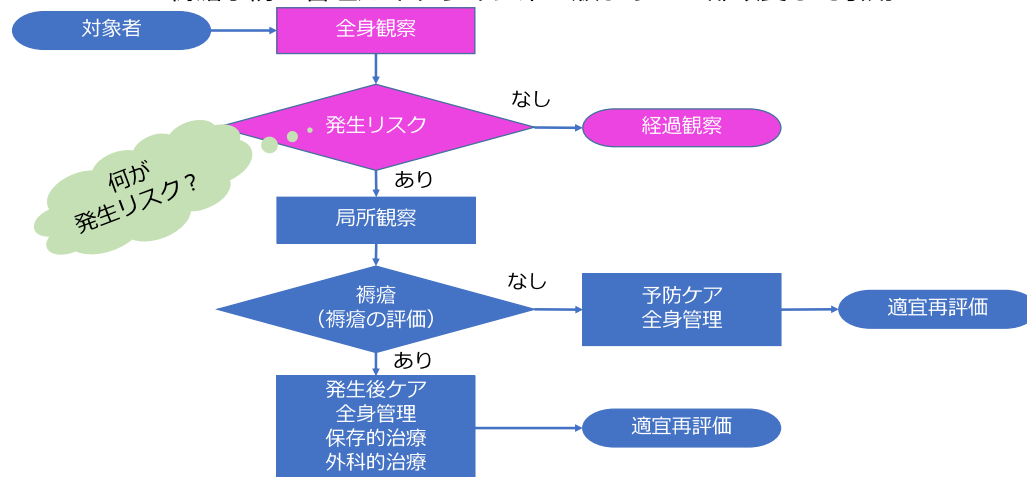 対象者
全身観察
発生リスク
なし
経過観察
何が
発生リスク？
あり
局所観察
褥瘡
（褥瘡の評価）
なし
予防ケア
全身管理
適宜再評価
あり
発生後ケア
全身管理
保存的治療
外科的治療
適宜再評価